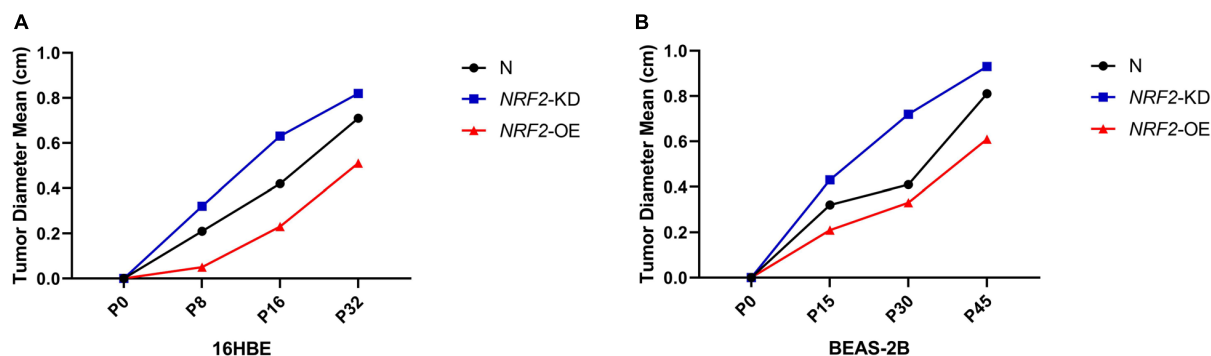 A
Tumor Diameter Mean (cm)
1.0
0.8
0.6
0.4
0.2
0.0
P0
P8
P16
P32
16HBE
N
NRF2-KD
NRF2-OE
B
Tumor Diameter Mean (cm)
1.0
0.8
0.6
0.4
0.2
0.0
P0
P15
P30
P45
BEAS-2B
N
NRF2-KD
NRF2-OE